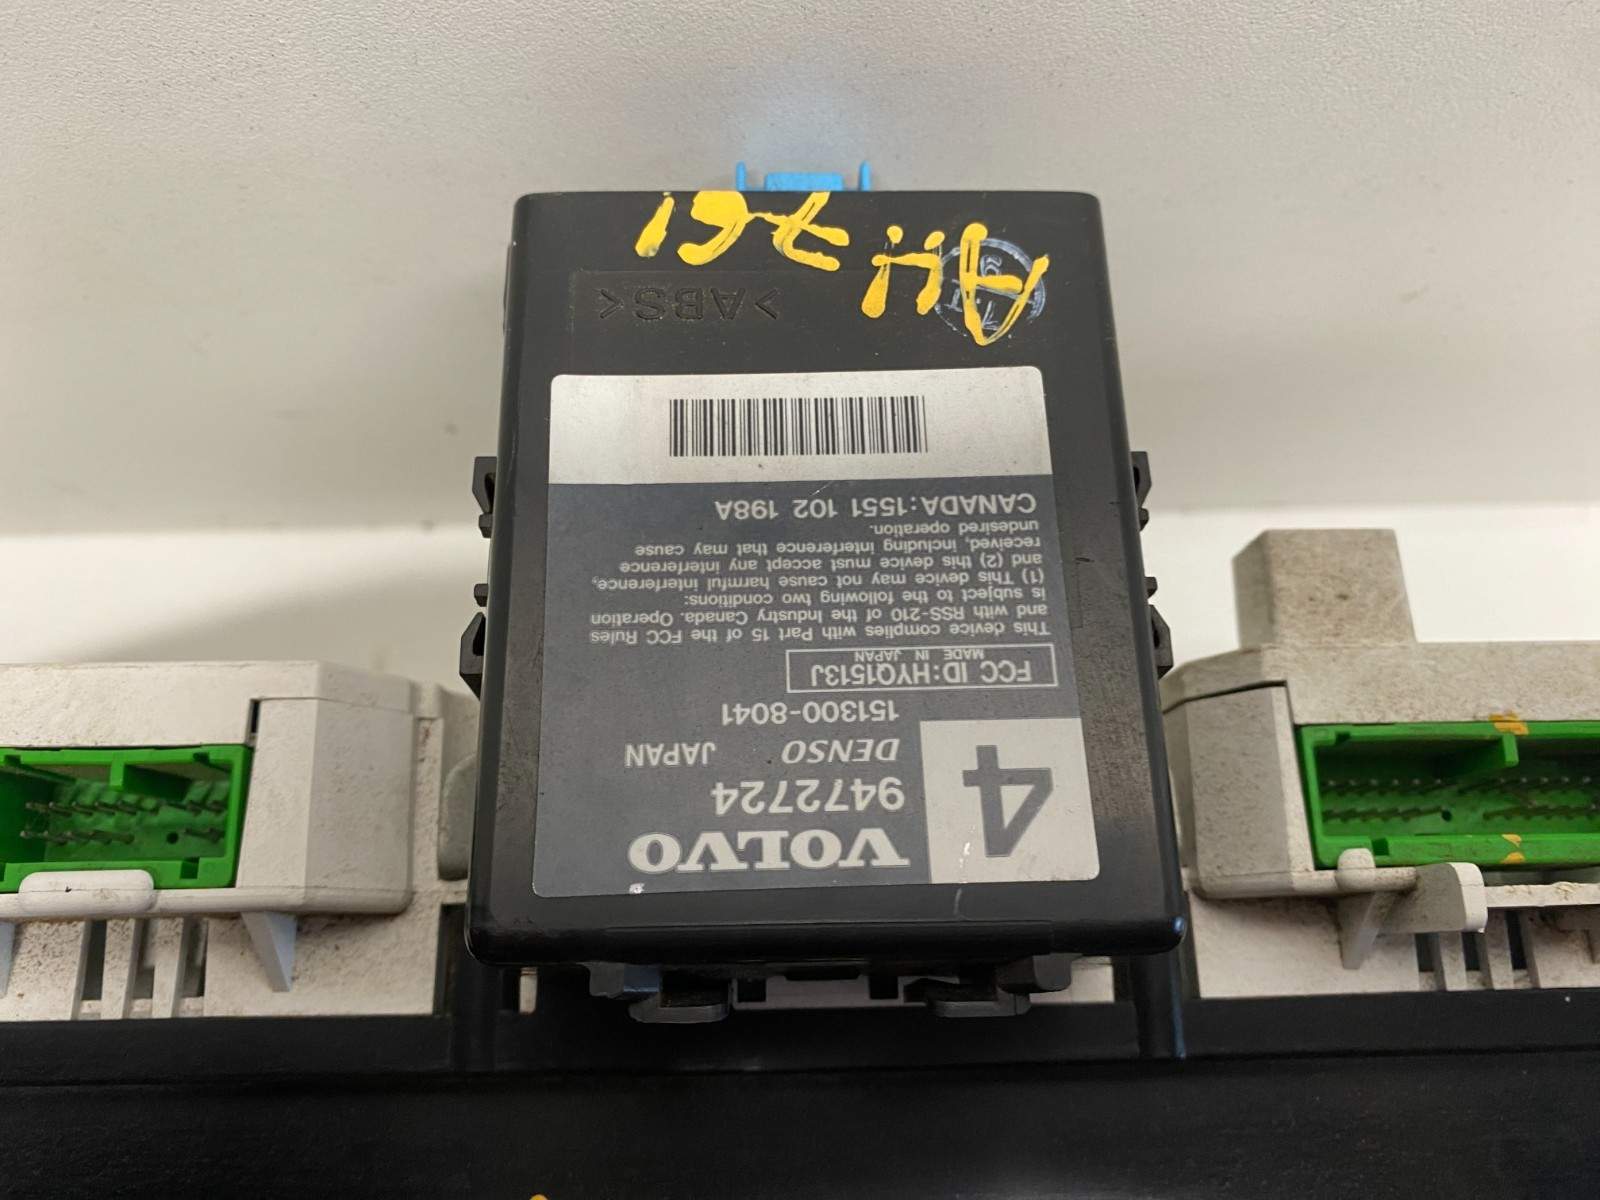 VOLVO
9472724
4
DENSO JAPAN
151300-8041
FCC ID:HYQ1513J
MADE IN JAPAN
This device complies with Part 15 of the FCC Rules
and with RSS-210 of the Industry Canada. Operation
is subject to the following two conditions:
(1) This device may not cause harmful interference,
and (2) this device must accept any interference
received, including interference that may cause
undesired operation.
CANADA:1551 102 198A
>ABS<